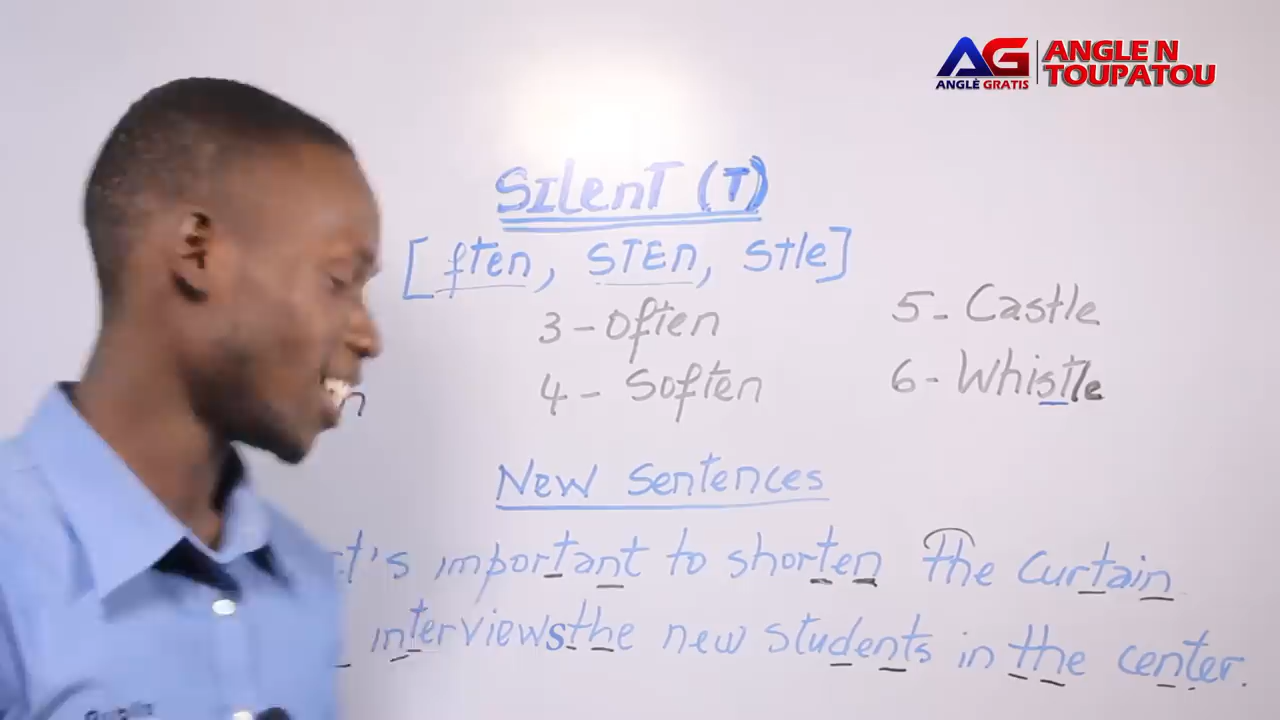 AG
ANGLÈ GRATIS
ANGLE N
TOUPATOU
SIlenT (T)
[ften, STEn, Stle]
3 - Often
5 - Castle
4 - Soften
6 - Whistle
New Sentences
t's important to shorten the Curtain
interviews the new students in the center.